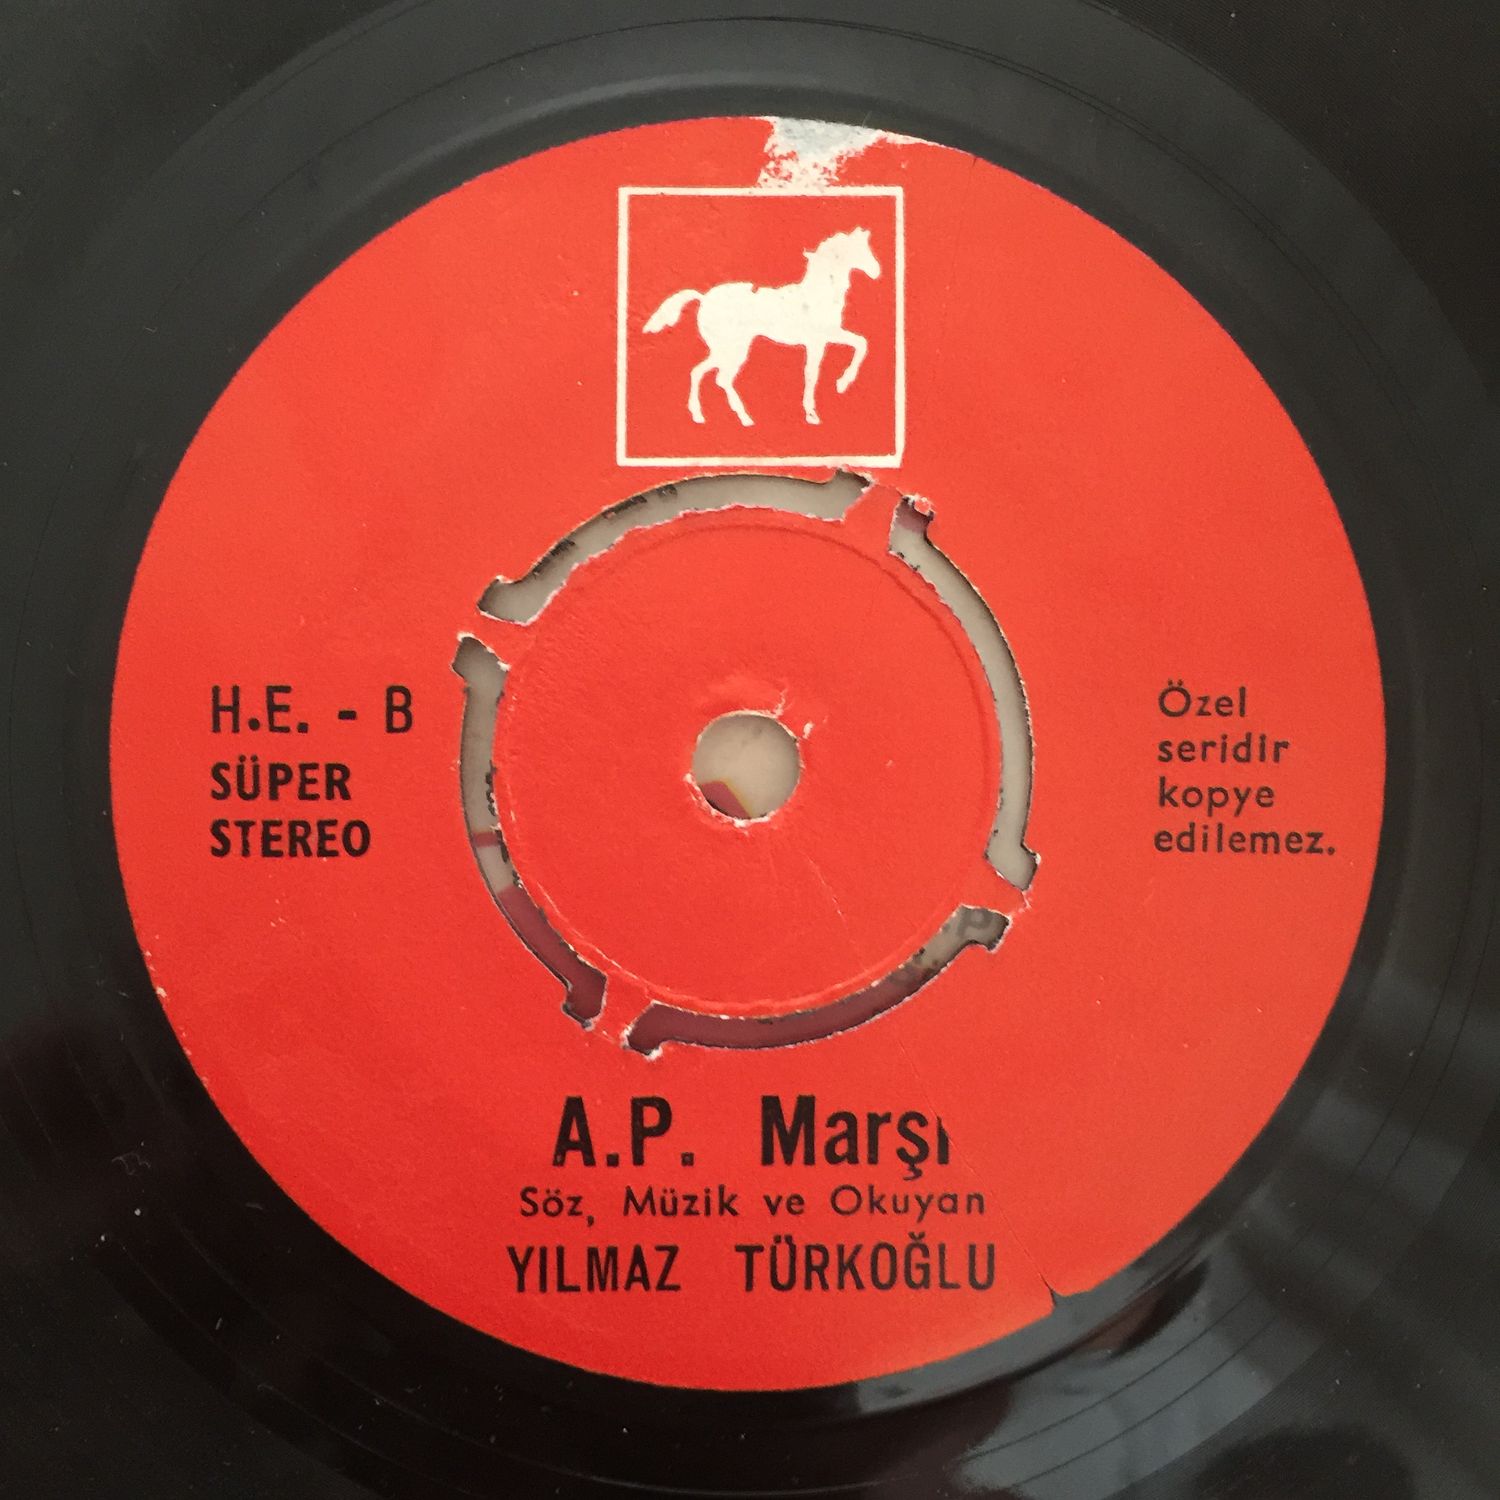 H.E. - B
SÜPER
STEREO
Özel
seridir
kopye
edilemez.
A.P. Marşı
Söz, Müzik ve Okuyan
YILMAZ TÜRKOĞLU